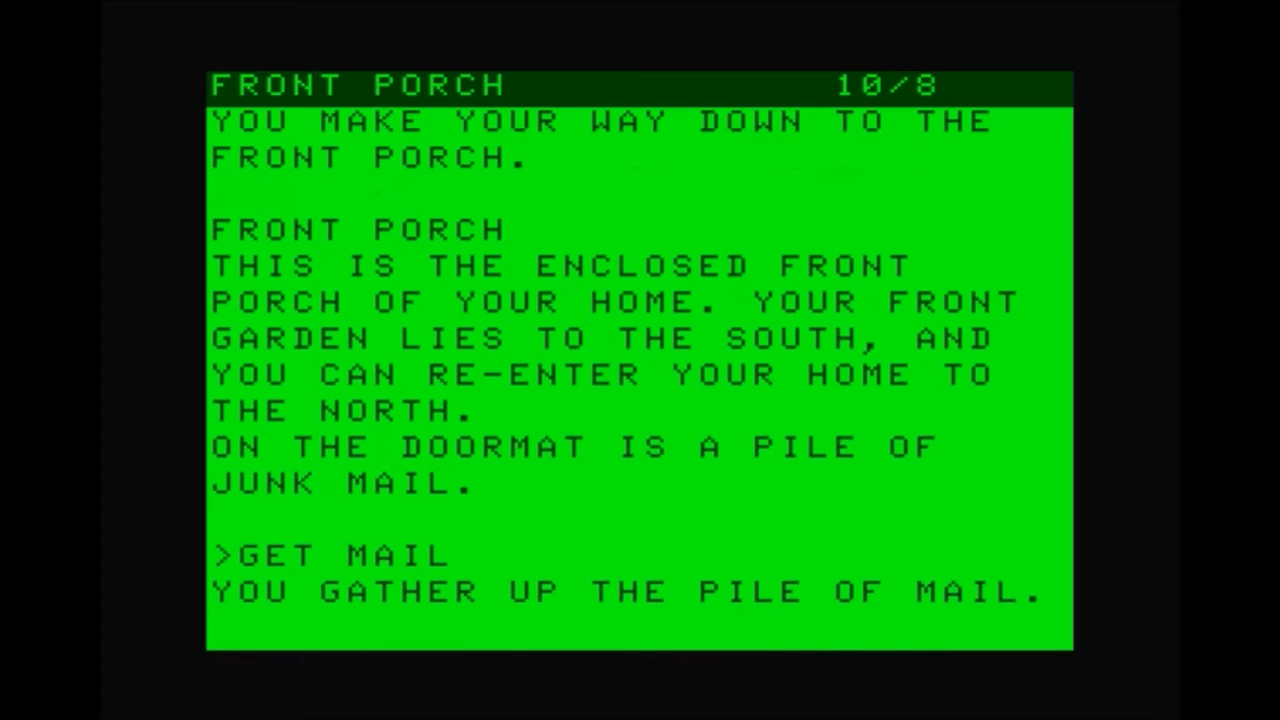 FRONT PORCH 10/8
YOU MAKE YOUR WAY DOWN TO THE
FRONT PORCH.
FRONT PORCH
THIS IS THE ENCLOSED FRONT
PORCH OF YOUR HOME. YOUR FRONT
GARDEN LIES TO THE SOUTH, AND
YOU CAN RE-ENTER YOUR HOME TO
THE NORTH.
ON THE DOORMAT IS A PILE OF
JUNK MAIL.
>GET MAIL
YOU GATHER UP THE PILE OF MAIL.